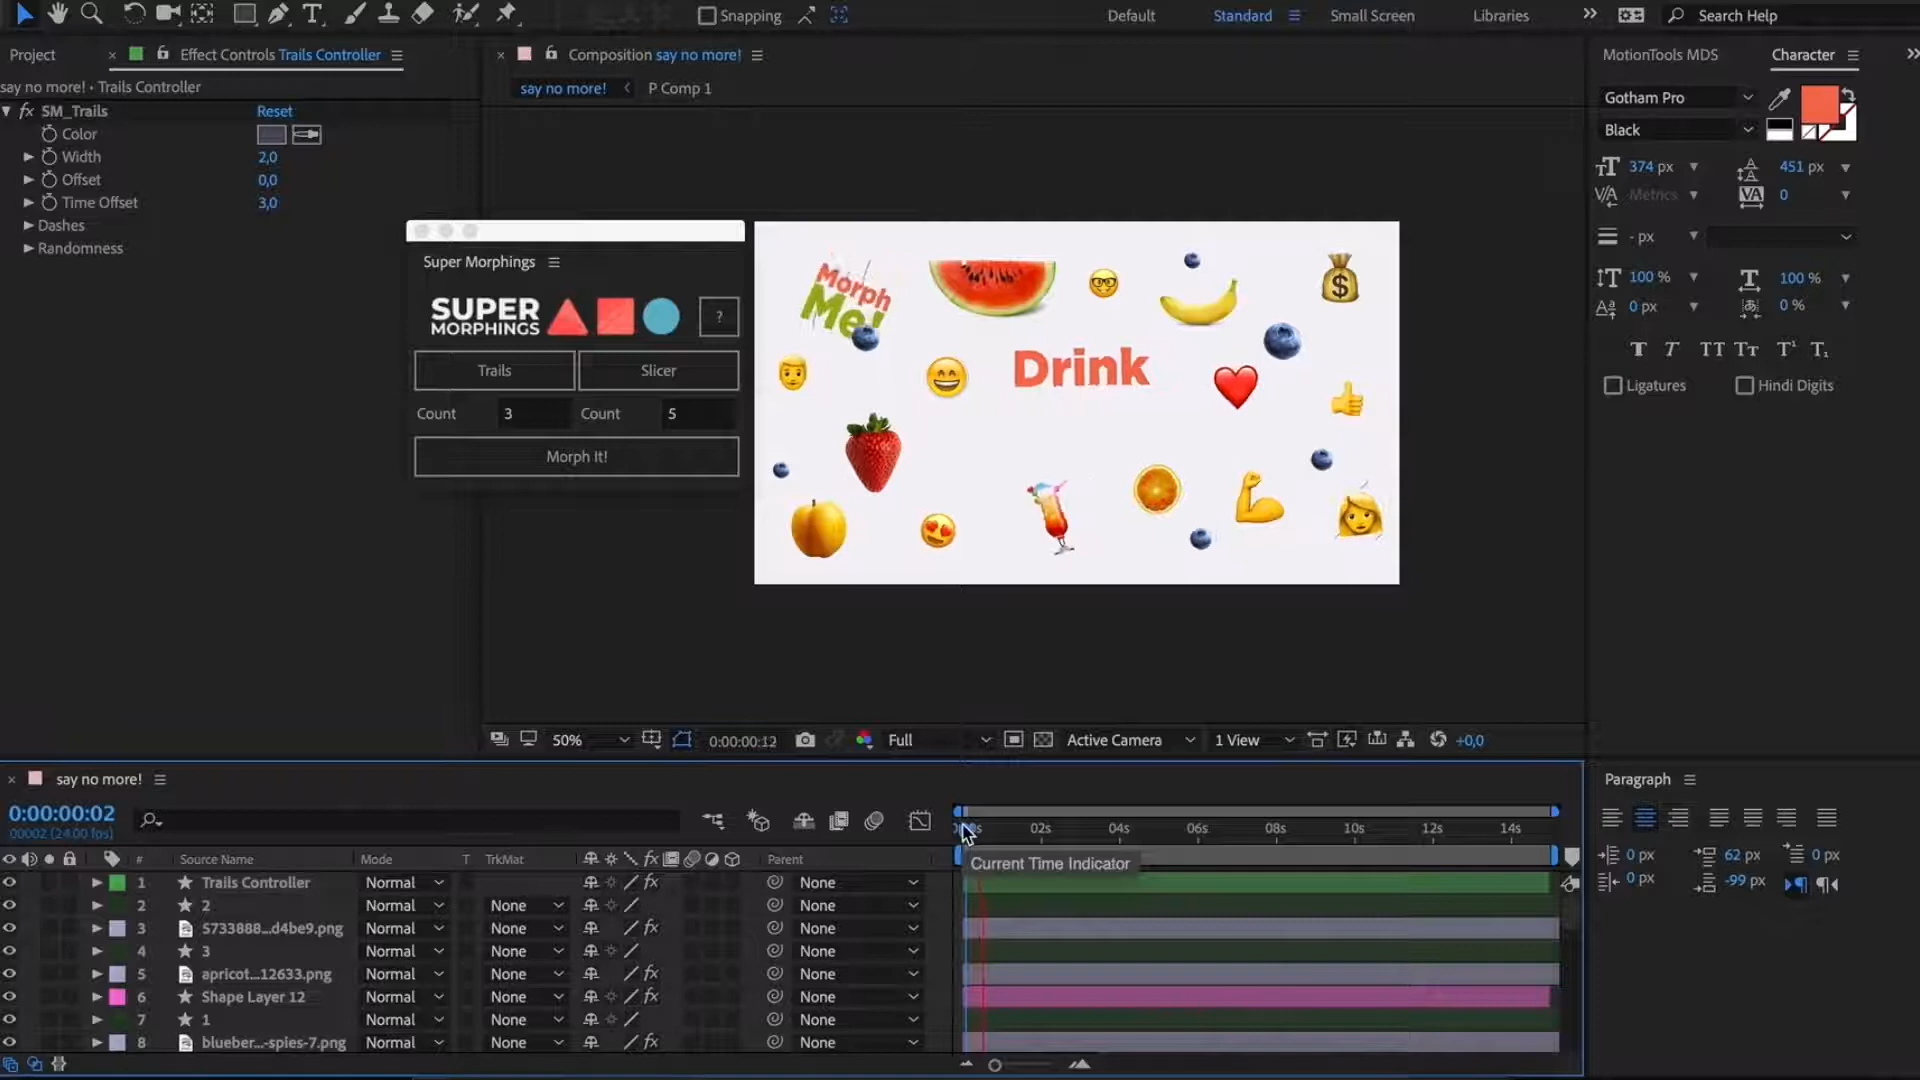 Snapping
Default
Standard
Small Screen
Libraries
Search Help
Project
Effect Controls Trails Controller
Composition say no more!
MotionTools MDS
Character
say no more! • Trails Controller
say no more!
P Comp 1
fx SM_Trails
Reset
Color
Width 2,0
Offset 0,0
Time Offset 3,0
Dashes
Randomness
Gotham Pro
Black
374 px
451 px
Metrics
0
- px
100 %
100 %
0 px
0 %
Ligatures
Hindi Digits
Super Morphings
SUPER
MORPHINGS
?
Trails
Slicer
Count 3
Count 5
Morph It!
Morph
Me!
Drink
50%
0:00:00:12
Full
Active Camera
1 View
+0,0
say no more!
0:00:00:02
00002 (24.00 fps)
02s
04s
06s
08s
10s
12s
14s
Current Time Indicator
# Source Name Mode T TrkMat fx Parent
1 Trails Controller Normal fx None
2 2 Normal None None
3 5733888...d4be9.png Normal None fx None
4 3 Normal None None
5 apricot...12633.png Normal None fx None
6 Shape Layer 12 Normal None fx None
7 1 Normal None None
8 blueber...-spies-7.png Normal None fx None
Paragraph
0 px
62 px
0 px
0 px
-99 px